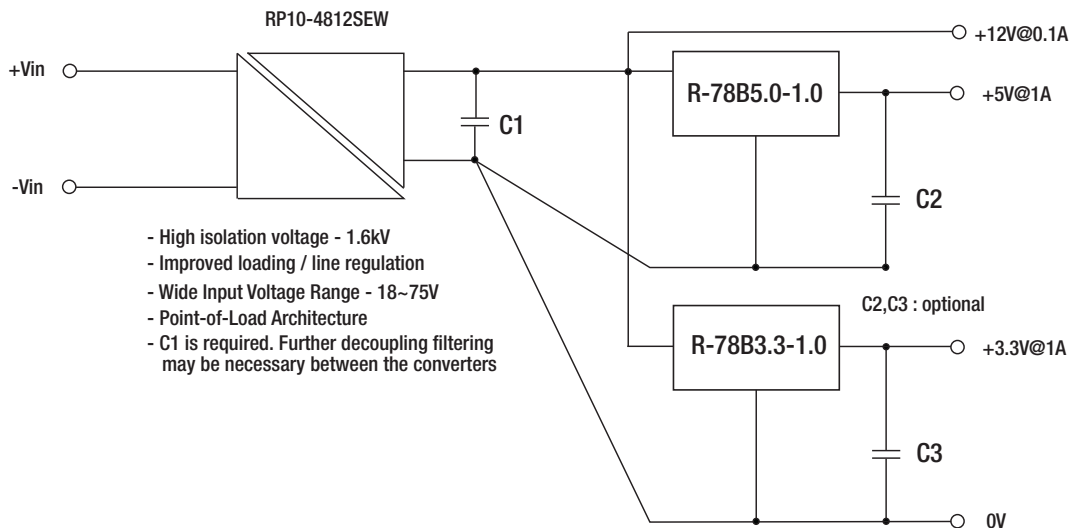 RP10-4812SEW
+Vin
-Vin
C1
R-78B5.0-1.0
+12V@0.1A
+5V@1A
C2
- High isolation voltage - 1.6kV
- Improved loading / line regulation
- Wide Input Voltage Range - 18~75V
- Point-of-Load Architecture
- C1 is required. Further decoupling filtering
may be necessary between the converters
C2,C3 : optional
R-78B3.3-1.0
+3.3V@1A
C3
0V